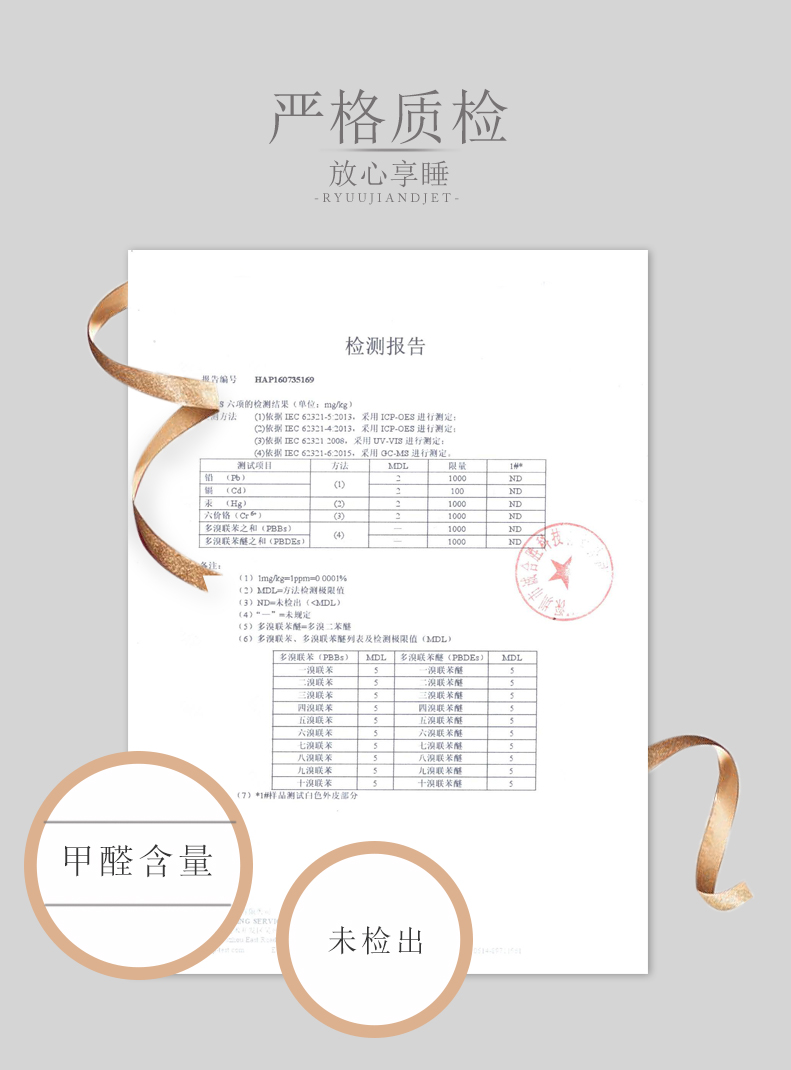 严格质检
放心享睡
-RYUUJIANDJET-
检测报告
报告编号 HAP160735169
S 六项的检测结果（单位：mg/kg）
方法 (1)依据 IEC 62321-5:2013，采用 ICP-OES 进行测定；
(2)依据 IEC 62321-4:2013，采用 ICP-OES 进行测定；
(3)依据 IEC 62321 2008，采用 UV-VIS 进行测定；
(4)依据 IEC 62321-6:2015，采用 GC-MS 进行测定。
测试项目 方法 MDL 限量 1#*
铅 （Pb） (1) 2 1000 ND
镉 （Cd） 2 100 ND
汞 （Hg） (2) 2 1000 ND
六价铬（Cr⁶⁺） (3) 2 1000 ND
多溴联苯之和（PBBs） (4) — 1000 ND
多溴联苯醚之和（PBDEs） — 1000 ND
备注：
（1）1mg/kg=1ppm=0.0001%
（2）MDL=方法检测极限值
（3）ND=未检出（<MDL）
（4）“—”=未规定
（5）多溴联苯醚=多溴二苯醚
（6）多溴联苯、多溴联苯醚列表及检测极限值（MDL）
多溴联苯（PBBs） MDL 多溴联苯醚（PBDEs） MDL
一溴联苯 5 一溴联苯醚 5
二溴联苯 5 二溴联苯醚 5
三溴联苯 5 三溴联苯醚 5
四溴联苯 5 四溴联苯醚 5
五溴联苯 5 五溴联苯醚 5
六溴联苯 5 六溴联苯醚 5
七溴联苯 5 七溴联苯醚 5
八溴联苯 5 八溴联苯醚 5
九溴联苯 5 九溴联苯醚 5
十溴联苯 5 十溴联苯醚 5
（7）*1#样品测试白色外皮部分
甲醛含量
未检出